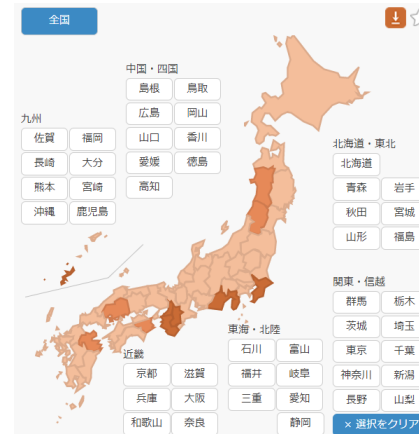 全国
中国・四国
島根 鳥取
広島 岡山
山口 香川
愛媛 徳島
高知
九州
佐賀 福岡
長崎 大分
熊本 宮崎
沖縄 鹿児島
北海道・東北
北海道
青森 岩手
秋田 宮城
山形 福島
関東・信越
群馬 栃木
茨城 埼玉
東京 千葉
神奈川 新潟
長野 山梨
東海・北陸
石川 富山
福井 岐阜
三重 愛知
静岡
近畿
京都 滋賀
兵庫 大阪
和歌山 奈良
× 選択をクリア